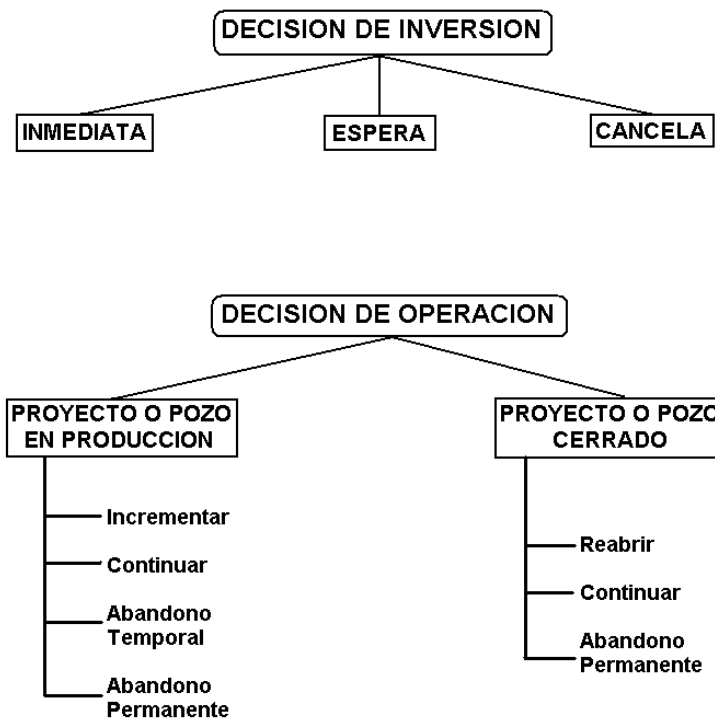 DECISION DE INVERSION
INMEDIATA
ESPERA
CANCELA
DECISION DE OPERACION
PROYECTO O POZO
EN PRODUCCION
Incrementar
Continuar
Abandono
Temporal
Abandono
Permanente
PROYECTO O POZO
CERRADO
Reabrir
Continuar
Abandono
Permanente